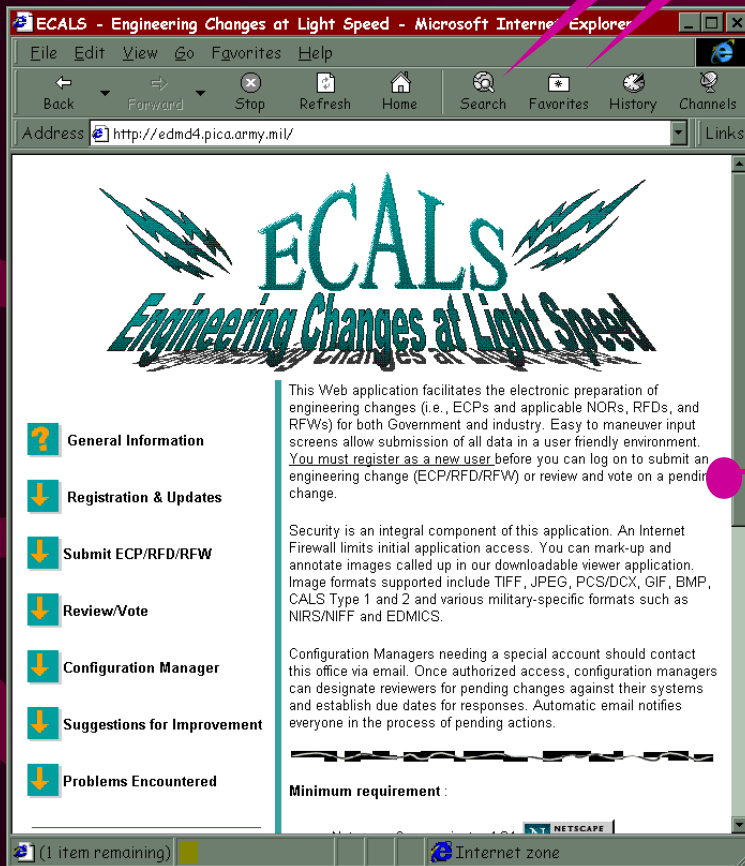 ECALS - Engineering Changes at Light Speed - Microsoft Internet Explorer
File Edit View Go Favorites Help
Back Forward Stop Refresh Home Search Favorites History Channels
Address http://edmd4.pica.army.mil/ Links
ECALS
Engineering Changes at Light Speed
General Information
Registration & Updates
Submit ECP/RFD/RFW
Review/Vote
Configuration Manager
Suggestions for Improvement
Problems Encountered
This Web application facilitates the electronic preparation of
engineering changes (i.e., ECPs and applicable NORs, RFDs, and
RFWs) for both Government and industry. Easy to maneuver input
screens allow submission of all data in a user friendly environment.
You must register as a new user before you can log on to submit an
engineering change (ECP/RFD/RFW) or review and vote on a pending
change.
Security is an integral component of this application. An Internet
Firewall limits initial application access. You can mark-up and
annotate images called up in our downloadable viewer application.
Image formats supported include TIFF, JPEG, PCS/DCX, GIF, BMP,
CALS Type 1 and 2 and various military-specific formats such as
NIRS/NIFF and EDMICS.
Configuration Managers needing a special account should contact
this office via email. Once authorized access, configuration managers
can designate reviewers for pending changes against their systems
and establish due dates for responses. Automatic email notifies
everyone in the process of pending actions.
Minimum requirement :
NETSCAPE
(1 item remaining) Internet zone